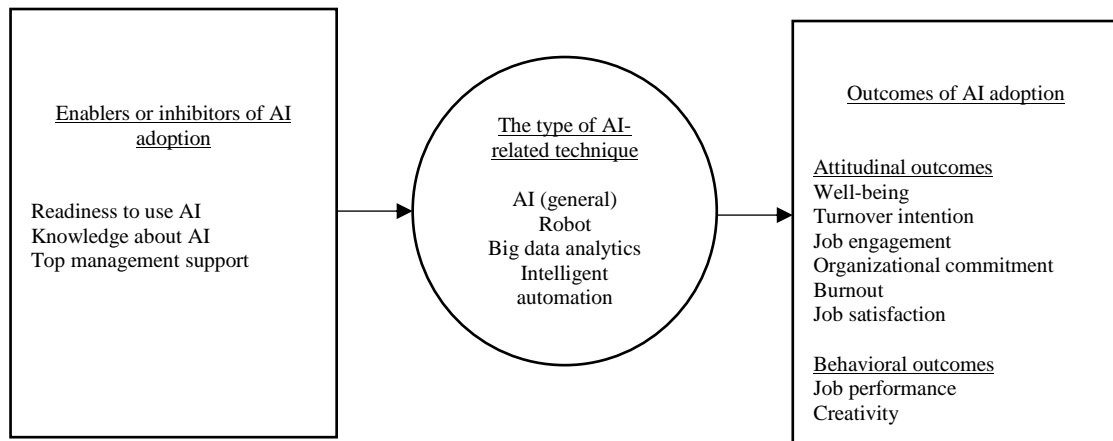 Enablers or inhibitors of AI
adoption
Readiness to use AI
Knowledge about AI
Top management support
The type of AI-
related technique
AI (general)
Robot
Big data analytics
Intelligent
automation
Outcomes of AI adoption
Attitudinal outcomes
Well-being
Turnover intention
Job engagement
Organizational commitment
Burnout
Job satisfaction
Behavioral outcomes
Job performance
Creativity